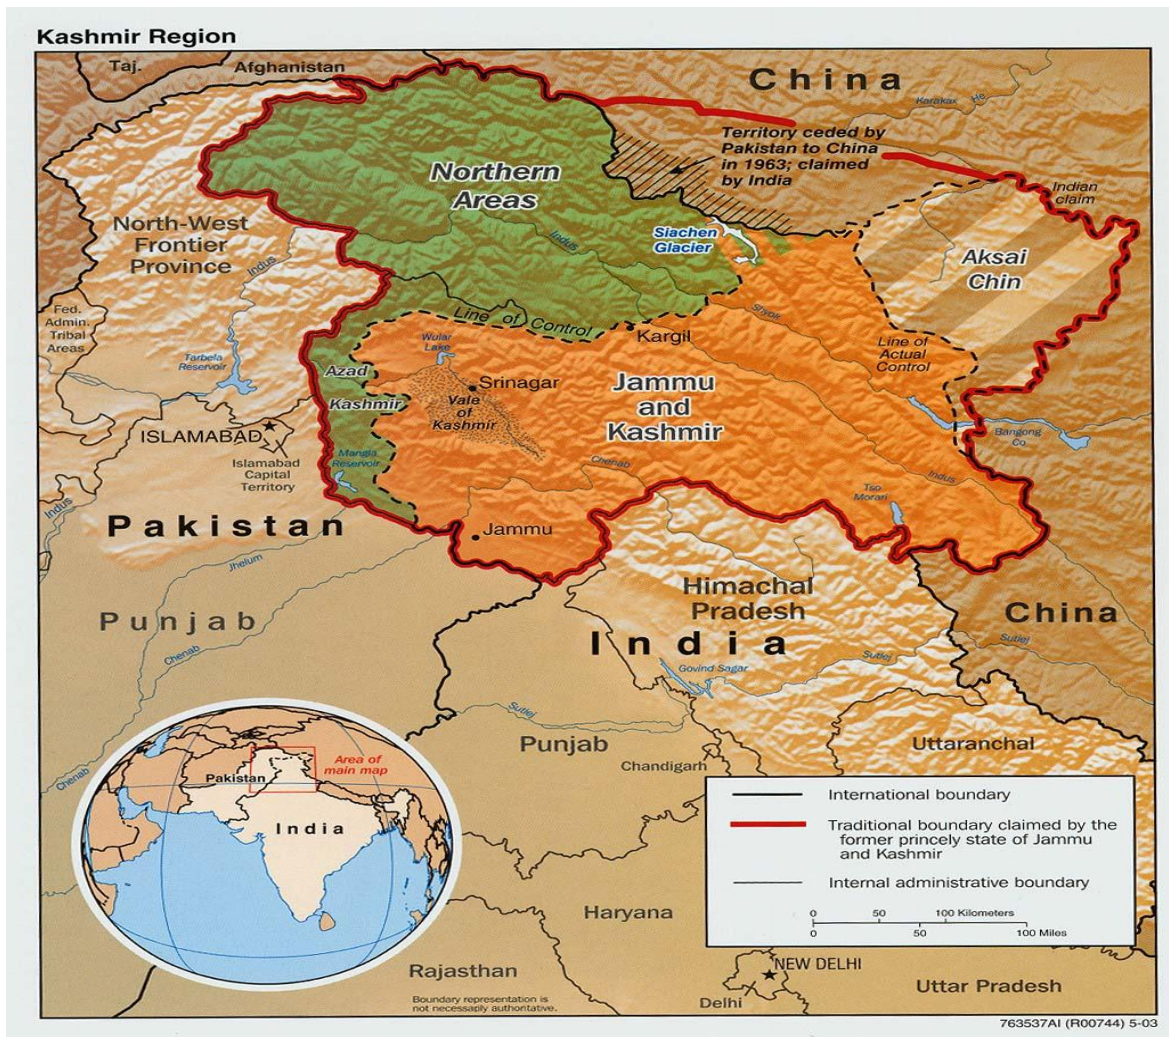 Kashmir Region
Taj.
Afghanistan
China
Karakax He
Territory ceded by
Pakistan to China
in 1963; claimed
by India
Indian
claim
Northern
Areas
North-West
Frontier
Province
Indus
Indus
Siachen
Glacier
Aksai
Chin
Fed.
Admin.
Tribal
Areas
Tarbela
Reservoir
Line of Control
Shyok
Kargil
Wular
Lake
Line of
Actual
Control
Azad
Kashmir
Srinagar
Vale
of
Kashmir
Jammu
and
Kashmir
ISLAMABAD
Islamabad
Capital
Territory
Mangla
Reservoir
Chenab
Bangong
Co
Indus
Tso
Morari
Indus
Pakistan
Jammu
Jhelum
Himachal
Pradesh
Punjab
China
India
Chenab
Sutlej
Sutlej
Govind Sagar
Sutlej
Punjab
Chandigarh
Uttaranchal
Chenab
Area of
main map
Pakistan
India
International boundary
Traditional boundary claimed by the
former princely state of Jammu
and Kashmir
Internal administrative boundary
0 50 100 Kilometers
0 50 100 Miles
Haryana
Rajasthan
NEW DELHI
Delhi
Uttar Pradesh
Boundary representation is
not necessarily authoritative.
763537AI (R00744) 5-03